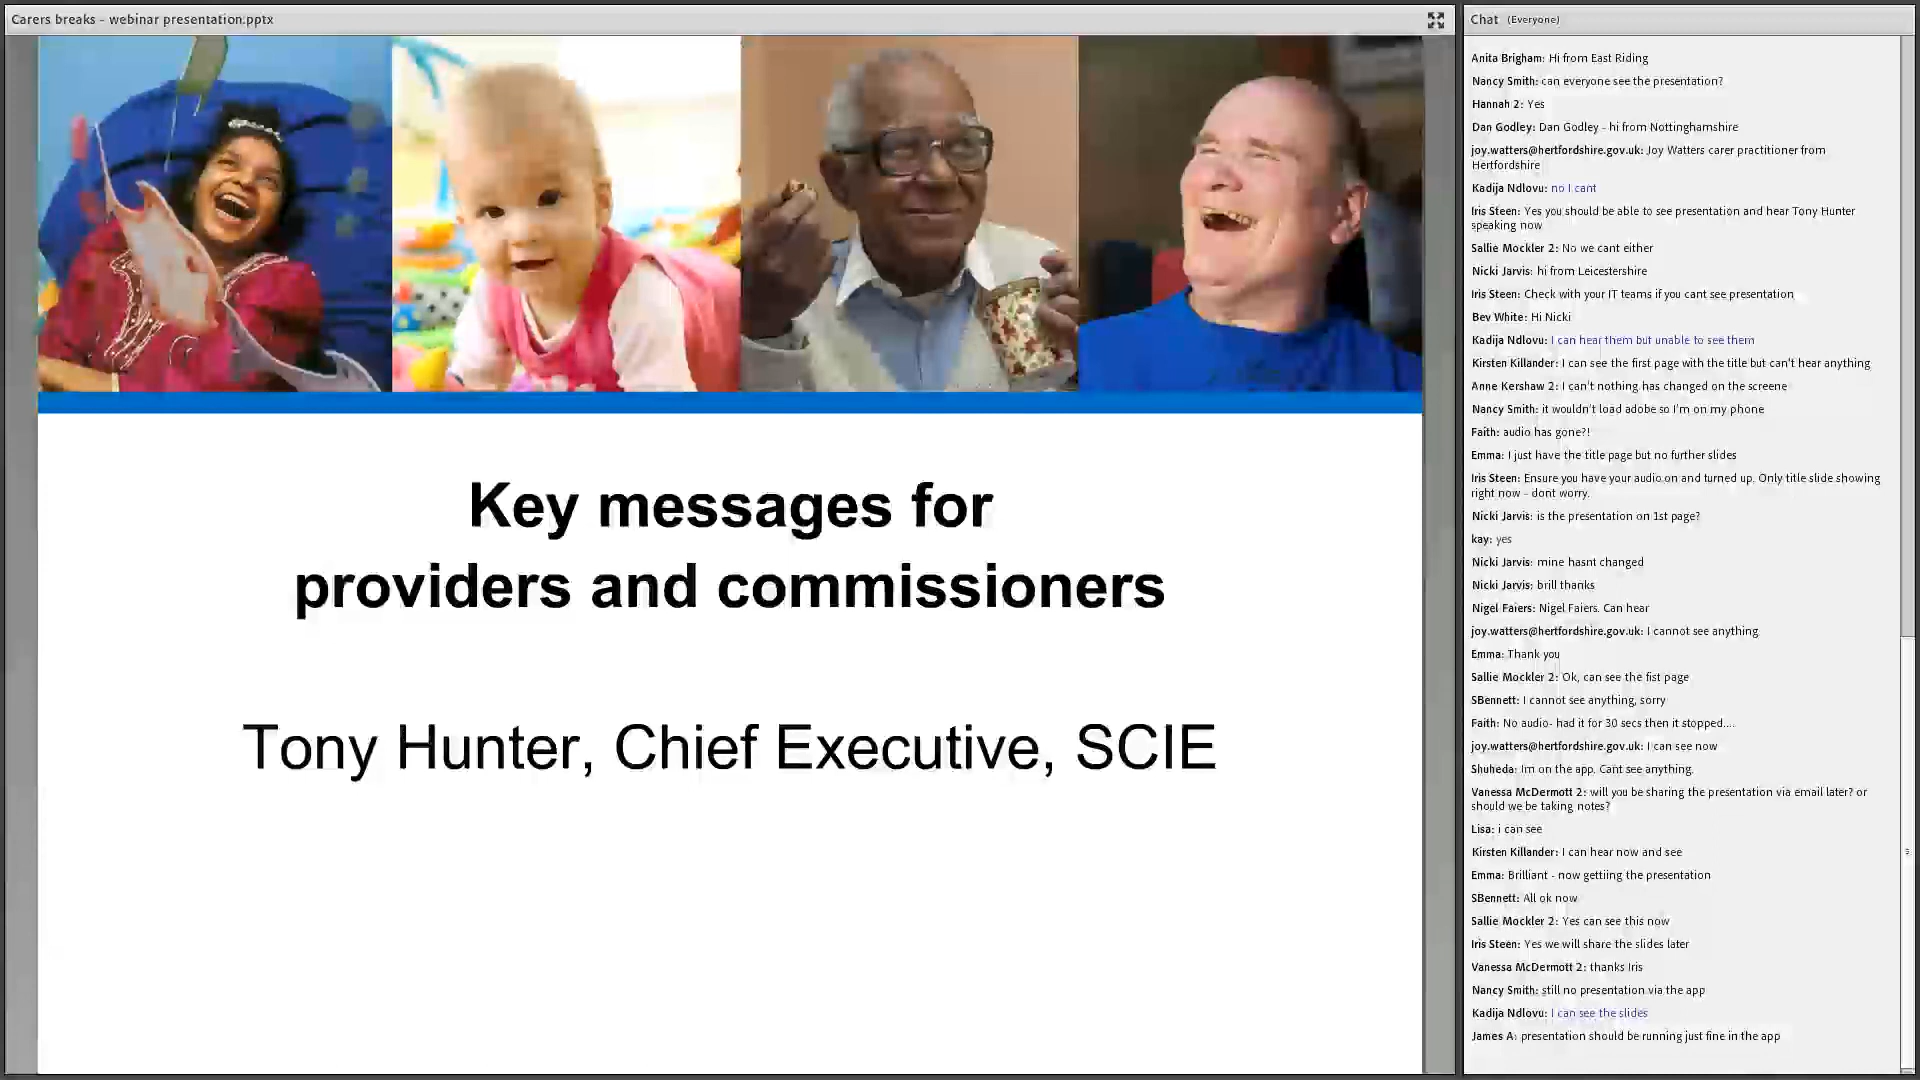 Carers breaks - webinar presentation.pptx
Key messages for
providers and commissioners
Tony Hunter, Chief Executive, SCIE
Chat (Everyone)
Anita Brigham: Hi from East Riding
Nancy Smith: can everyone see the presentation?
Hannah 2: Yes
Dan Godley: Dan Godley - hi from Nottinghamshire
joy.watters@hertfordshire.gov.uk: Joy Watters carer practitioner from
Hertfordshire
Kadija Ndlovu: no I cant
Iris Steen: Yes you should be able to see presentation and hear Tony Hunter
speaking now
Sallie Mockler 2: No we cant either
Nicki Jarvis: hi from Leicestershire
Iris Steen: Check with your IT teams if you cant see presentation
Bev White: Hi Nicki
Kadija Ndlovu: I can hear them but unable to see them
Kirsten Killander: I can see the first page with the title but can't hear anything
Anne Kershaw 2: I can't nothing has changed on the screene
Nancy Smith: it wouldn't load adobe so I'm on my phone
Faith: audio has gone?!
Emma: I just have the title page but no further slides
Iris Steen: Ensure you have your audio on and turned up. Only title slide showing
right now - dont worry.
Nicki Jarvis: is the presentation on 1st page?
kay: yes
Nicki Jarvis: mine hasnt changed
Nicki Jarvis: brill thanks
Nigel Faiers: Nigel Faiers. Can hear
joy.watters@hertfordshire.gov.uk: I cannot see anything
Emma: Thank you
Sallie Mockler 2: Ok, can see the fist page
SBennett: I cannot see anything, sorry
Faith: No audio- had it for 30 secs then it stopped....
joy.watters@hertfordshire.gov.uk: I can see now
Shuheda: Im on the app. Cant see anything.
Vanessa McDermott 2: will you be sharing the presentation via email later? or
should we be taking notes?
Lisa: i can see
Kirsten Killander: I can hear now and see
Emma: Brilliant - now gettiing the presentation
SBennett: All ok now
Sallie Mockler 2: Yes can see this now
Iris Steen: Yes we will share the slides later
Vanessa McDermott 2: thanks Iris
Nancy Smith: still no presentation via the app
Kadija Ndlovu: I can see the slides
James A: presentation should be running just fine in the app